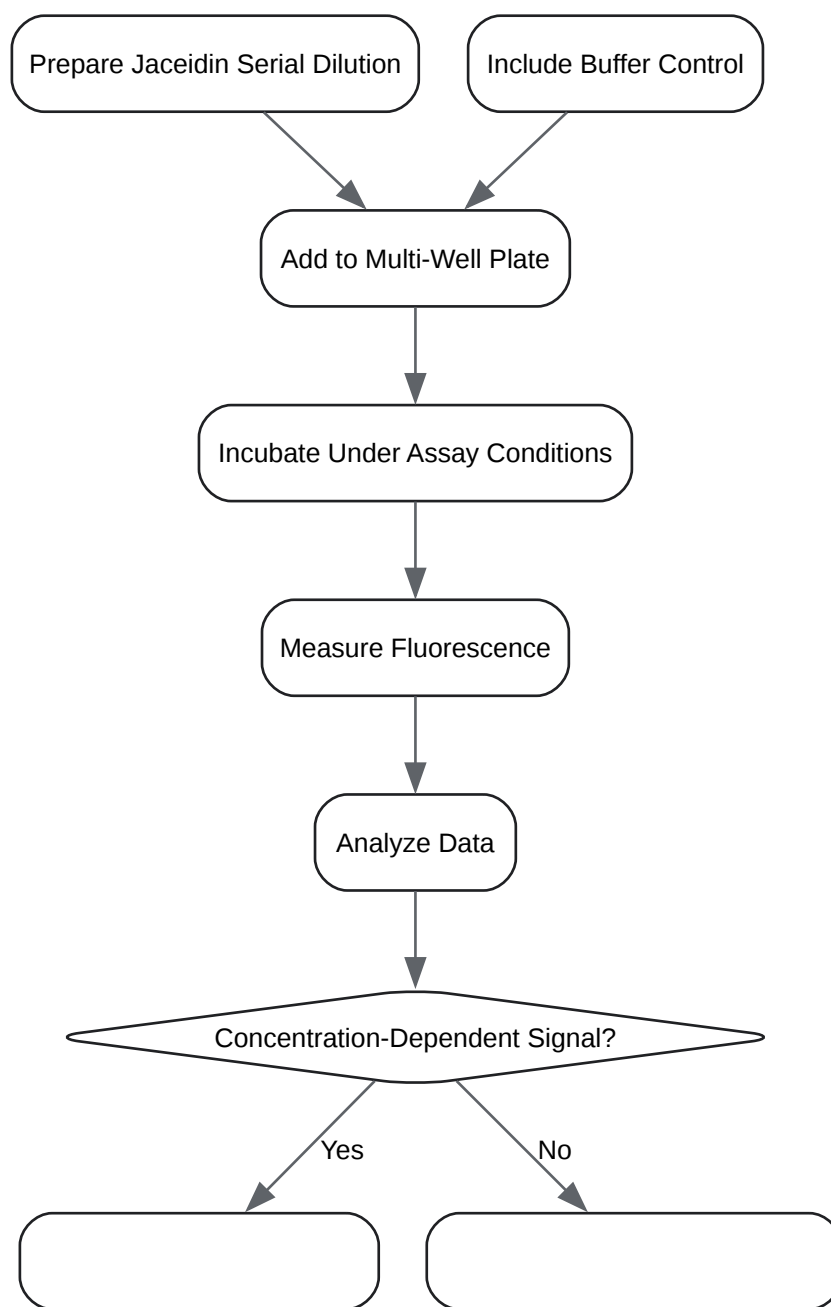 Prepare Jaceidin Serial Dilution
Include Buffer Control
Add to Multi-Well Plate
Incubate Under Assay Conditions
Measure Fluorescence
Analyze Data
Concentration-Dependent Signal?
Yes
No